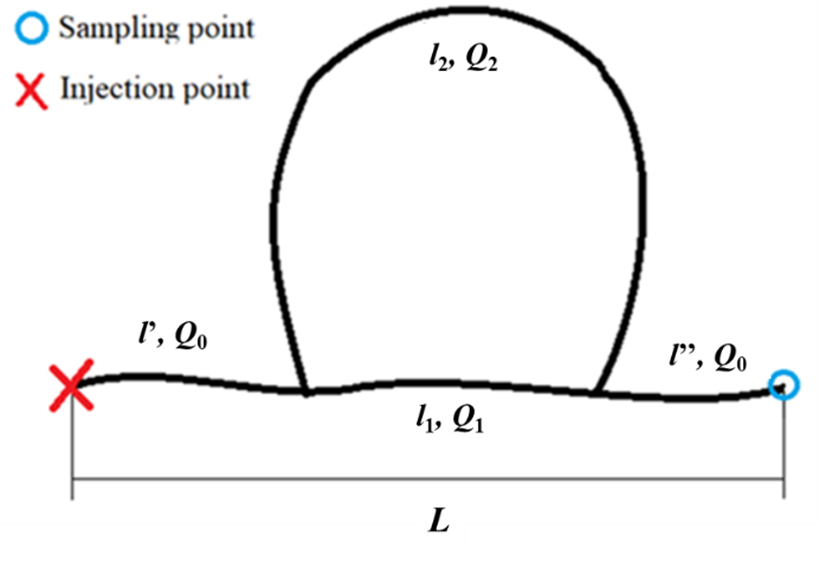 Sampling point
Injection point
l₂, Q₂
l’, Q₀
l”, Q₀
l₁, Q₁
L